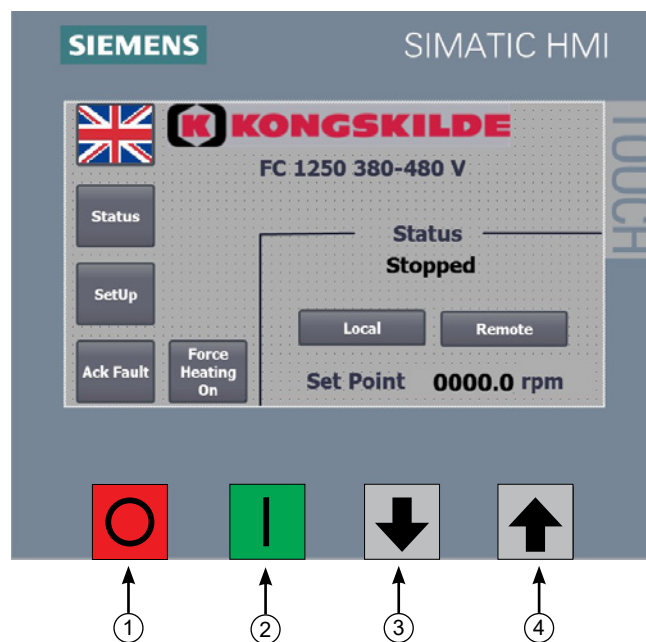 SIEMENS
SIMATIC HMI
TOUCH
K KONGSKILDE
FC 1250 380-480 V
Status
Status
Stopped
SetUp
Local
Remote
Ack Fault
Force
Heating
On
Set Point 0000.0 rpm
1
2
3
4